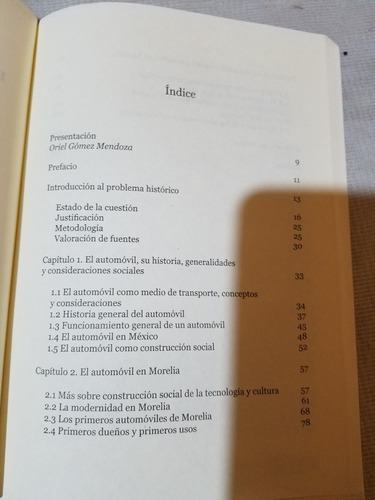 Índice
Presentación
Oriel Gómez Mendoza 9
Prefacio 11
Introducción al problema histórico 13
Estado de la cuestión 16
Justificación 25
Metodología 25
Valoración de fuentes 30
Capítulo 1. El automóvil, su historia, generalidades
y consideraciones sociales 33
1.1 El automóvil como medio de transporte, conceptos
y consideraciones 34
1.2 Historia general del automóvil 37
1.3 Funcionamiento general de un automóvil 45
1.4 El automóvil en México 48
1.5 El automóvil como construcción social 52
Capítulo 2. El automóvil en Morelia 57
2.1 Más sobre construcción social de la tecnología y cultura 57
2.2 La modernidad en Morelia 61
2.3 Los primeros automóviles de Morelia 68
2.4 Primeros dueños y primeros usos 78